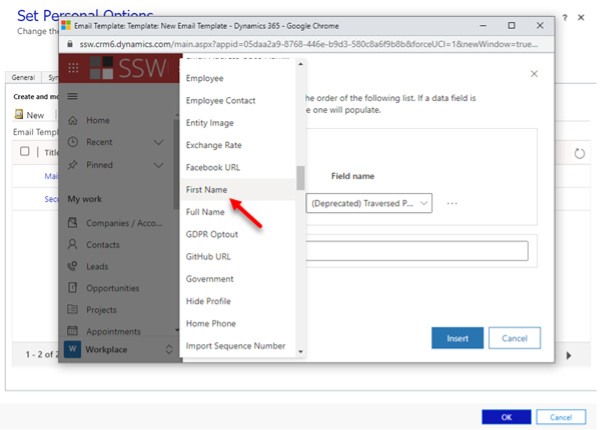 Set Personal Options
? ×
Change the
Email Template: Template: New Email Template - Dynamics 365 - Google Chrome
ssw.crm6.dynamics.com/main.aspx?appid=05daa2a9-8768-446e-b9d3-580c8a6f9b8b&forceUCI=1&newWindow=true...
General
Create and mo
New
Email Templ
Title
Mai
Sec
1 - 2 of 2
SSW
Home
Recent
Pinned
My work
Companies / Acco...
Contacts
Leads
Opportunities
Projects
Appointments
W Workplace
Employee
Employee Contact
Entity Image
Exchange Rate
Facebook URL
First Name
Full Name
GDPR Optout
GitHub URL
Government
Hide Profile
Home Phone
Import Sequence Number
the order of the following list. If a data field is
one will populate.
Field name
(Deprecated) Traversed P...
...
Insert
Cancel
OK
Cancel